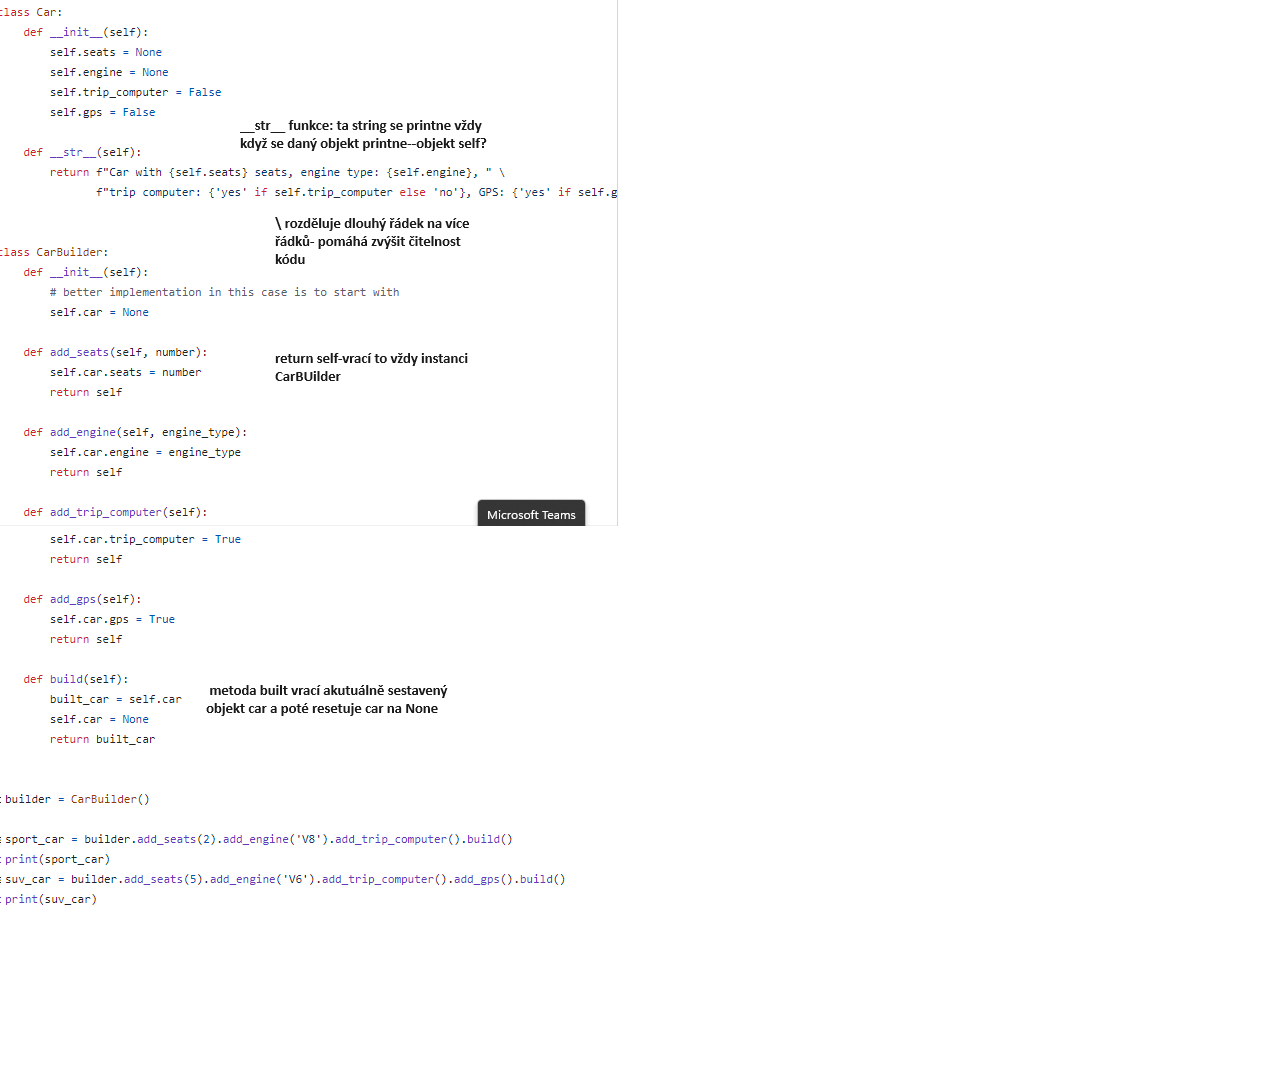 class Car:
    def __init__(self):
        self.seats = None
        self.engine = None
        self.trip_computer = False
        self.gps = False
__str__ funkce: ta string se printne vždy
když se daný objekt printne--objekt self?
    def __str__(self):
        return f"Car with {self.seats} seats, engine type: {self.engine}, " \
               f"trip computer: {'yes' if self.trip_computer else 'no'}, GPS: {'yes' if self.g
\ rozděluje dlouhý řádek na více
řádků- pomáhá zvýšit čitelnost
kódu
class CarBuilder:
    def __init__(self):
        # better implementation in this case is to start with
        self.car = None
    def add_seats(self, number):
        self.car.seats = number
        return self
return self-vrací to vždy instanci
CarBUilder
    def add_engine(self, engine_type):
        self.car.engine = engine_type
        return self
    def add_trip_computer(self):
Microsoft Teams
        self.car.trip_computer = True
        return self
    def add_gps(self):
        self.car.gps = True
        return self
    def build(self):
        built_car = self.car
        self.car = None
        return built_car
metoda built vrací akutuálně sestavený
objekt car a poté resetuje car na None
builder = CarBuilder()
sport_car = builder.add_seats(2).add_engine('V8').add_trip_computer().build()
print(sport_car)
suv_car = builder.add_seats(5).add_engine('V6').add_trip_computer().add_gps().build()
print(suv_car)